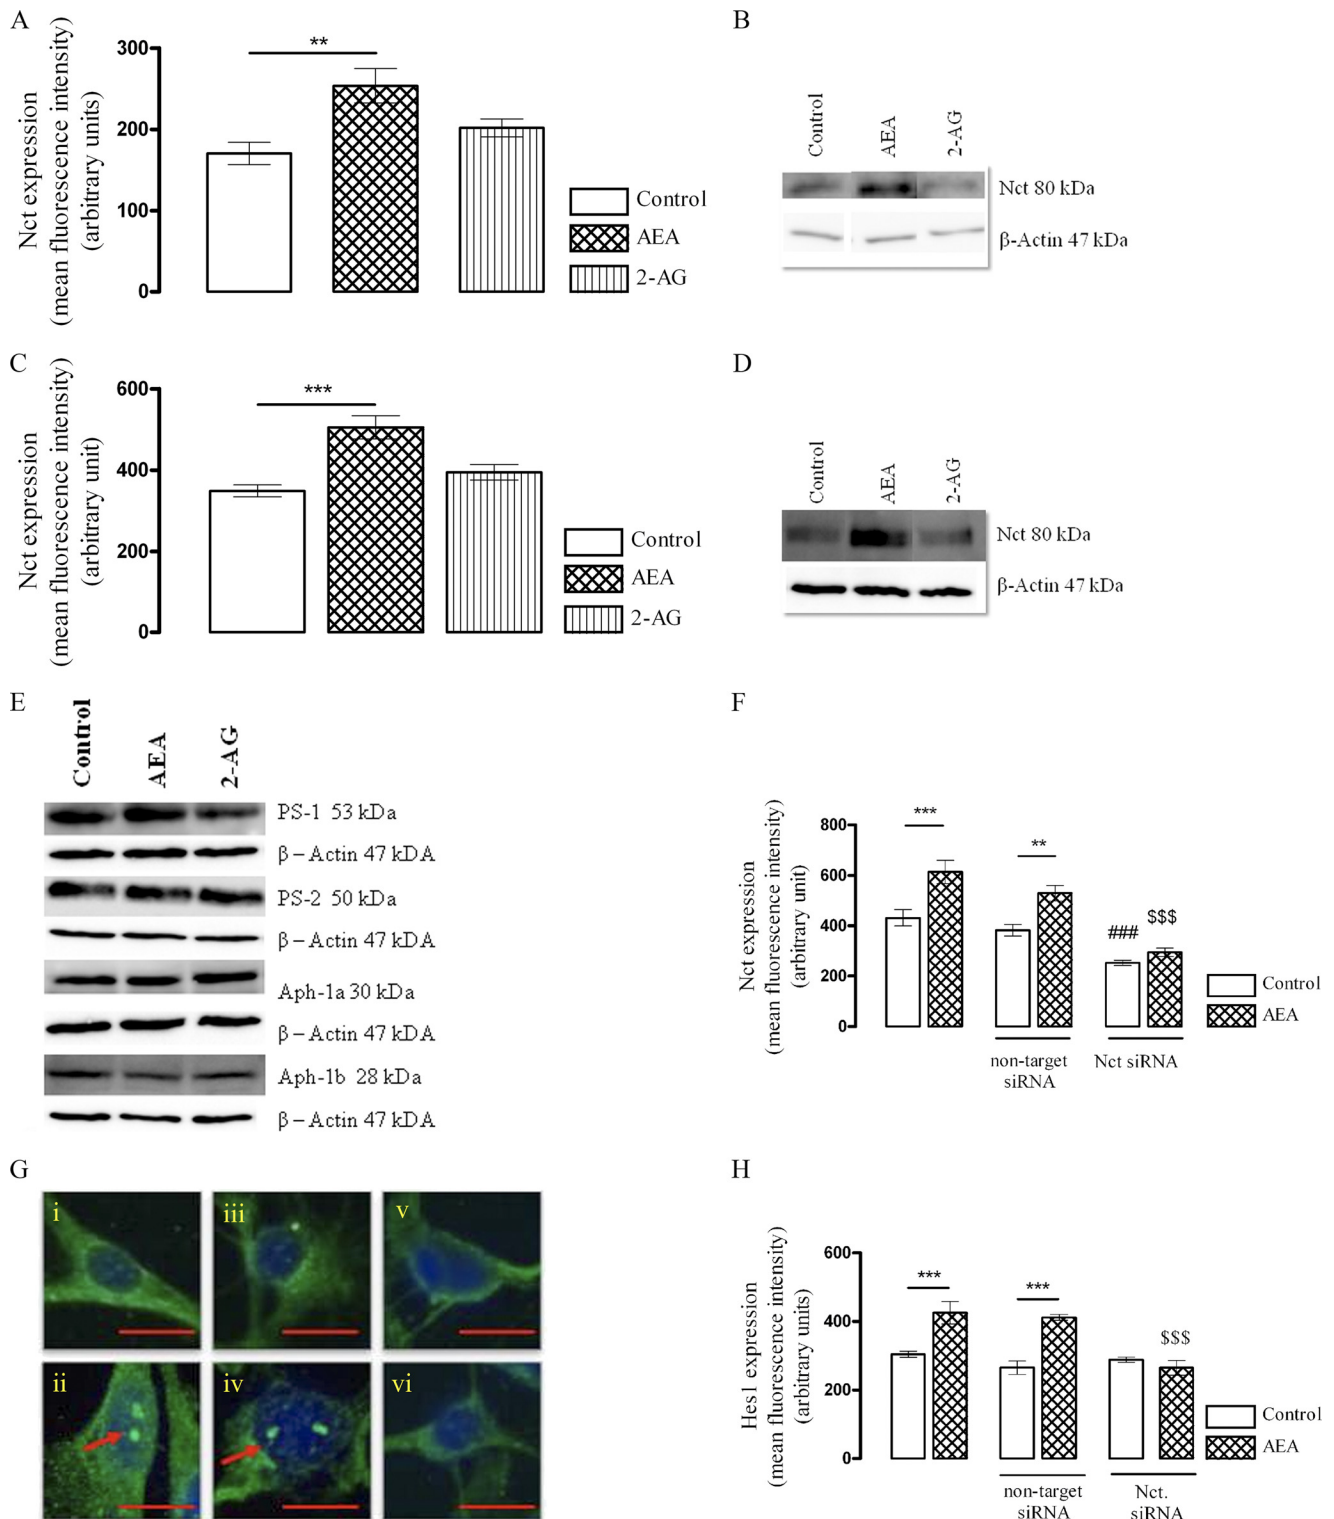 A
Nct expression
(mean fluorescence intensity)
(arbitrary units)
300
200
100
0
**
Control
AEA
2-AG
B
Control
AEA
2-AG
Nct 80 kDa
β-Actin 47 kDa
C
Nct expression
(mean fluorescence intensity)
(arbitrary unit)
600
400
200
0
***
Control
AEA
2-AG
D
Control
AEA
2-AG
Nct 80 kDa
β-Actin 47 kDa
E
Control
AEA
2-AG
PS-1 53 kDa
β – Actin 47 kDA
PS-2 50 kDa
β – Actin 47 kDA
Aph-1a 30 kDa
β – Actin 47 kDA
Aph-1b 28 kDa
β – Actin 47 kDA
F
Nct expression
(mean fluorescence intensity)
(arbitrary unit)
800
600
400
200
0
***
**
###
$$$
Control
AEA
non-target
siRNA
Nct siRNA
G
i
iii
v
ii
iv
vi
H
Hes1 expression
(mean fluorescence intensity)
(arbitrary units)
600
400
200
0
***
***
$$$
Control
AEA
non-target
siRNA
Nct.
siRNA